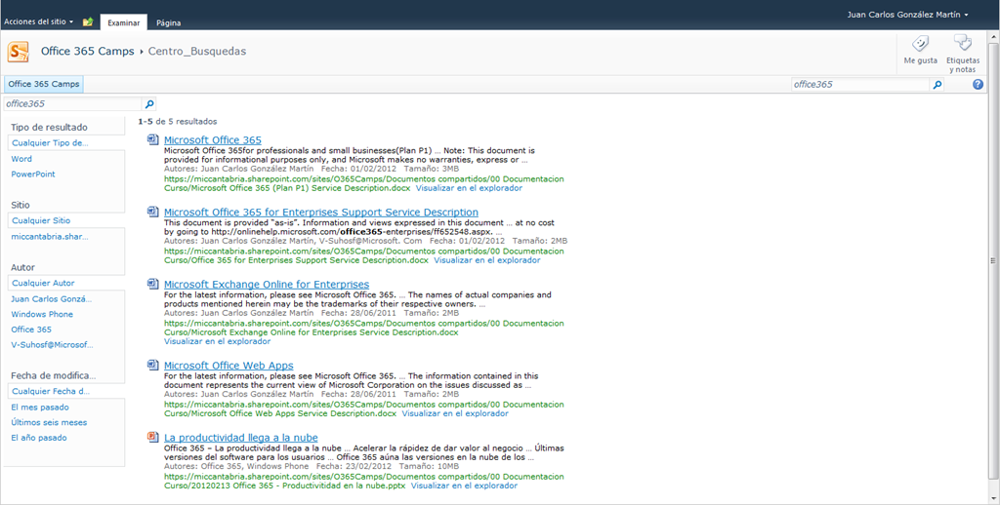 Acciones del sitio
Examinar
Página
Juan Carlos González Martín
Office 365 Camps
Centro_Busquedas
Me gusta
Etiquetas
y notas
Office 365 Camps
office365
office365
Tipo de resultado
Cualquier Tipo de...
Word
PowerPoint
Sitio
Cualquier Sitio
miccantabria.shar...
Autor
Cualquier Autor
Juan Carlos Gonzá...
Windows Phone
Office 365
V-Suhosf@Microsof...
Fecha de modifica...
Cualquier Fecha d...
El mes pasado
Últimos seis meses
El año pasado
1-5 de 5 resultados
Microsoft Office 365
Microsoft Office 365for professionals and small businesses(Plan P1) ... Note: This document is
provided for informational purposes only, and Microsoft makes no warranties, express or ...
Autores: Juan Carlos González Martín Fecha: 01/02/2012 Tamaño: 3MB
https://miccantabria.sharepoint.com/sites/O365Camps/Documentos compartidos/00 Documentacion
Curso/Microsoft Office 365 (Plan P1) Service Description.docx Visualizar en el explorador
Microsoft Office 365 for Enterprises Support Service Description
This document is provided "as-is". Information and views expressed in this document ... at no cost
by going to http://onlinehelp.microsoft.com/office365-enterprises/ff652548.aspx. ...
Autores: Juan Carlos González Martín, V-Suhosf@Microsoft. Com Fecha: 01/02/2012 Tamaño: 2MB
https://miccantabria.sharepoint.com/sites/O365Camps/Documentos compartidos/00 Documentacion
Curso/Office 365 for Enterprises Support Service Description.docx Visualizar en el explorador
Microsoft Exchange Online for Enterprises
For the latest information, please see Microsoft Office 365. ... The names of actual companies and
products mentioned herein may be the trademarks of their respective owners. ...
Autores: Juan Carlos González Martín Fecha: 28/06/2011 Tamaño: 2MB
https://miccantabria.sharepoint.com/sites/O365Camps/Documentos compartidos/00 Documentacion
Curso/Microsoft Exchange Online for Enterprises Service Description.docx
Visualizar en el explorador
Microsoft Office Web Apps
For the latest information, please see Microsoft Office 365. ... The information contained in this
document represents the current view of Microsoft Corporation on the issues discussed as ...
Autores: Juan Carlos González Martín Fecha: 28/06/2011 Tamaño: 2MB
https://miccantabria.sharepoint.com/sites/O365Camps/Documentos compartidos/00 Documentacion
Curso/Microsoft Office Web Apps Service Description.docx Visualizar en el explorador
La productividad llega a la nube
Office 365 – La productividad llega a la nube ... Acelerar la rápidez de dar valor al negocio ... Últimas
versiones del software para los usuarios ... Office 365 aúna las versiones en la nube de los ...
Autores: Office 365, Windows Phone Fecha: 23/02/2012 Tamaño: 10MB
https://miccantabria.sharepoint.com/sites/O365Camps/Documentos compartidos/00 Documentacion
Curso/20120213 Office 365 - Productivitidad en la nube.pptx Visualizar en el explorador